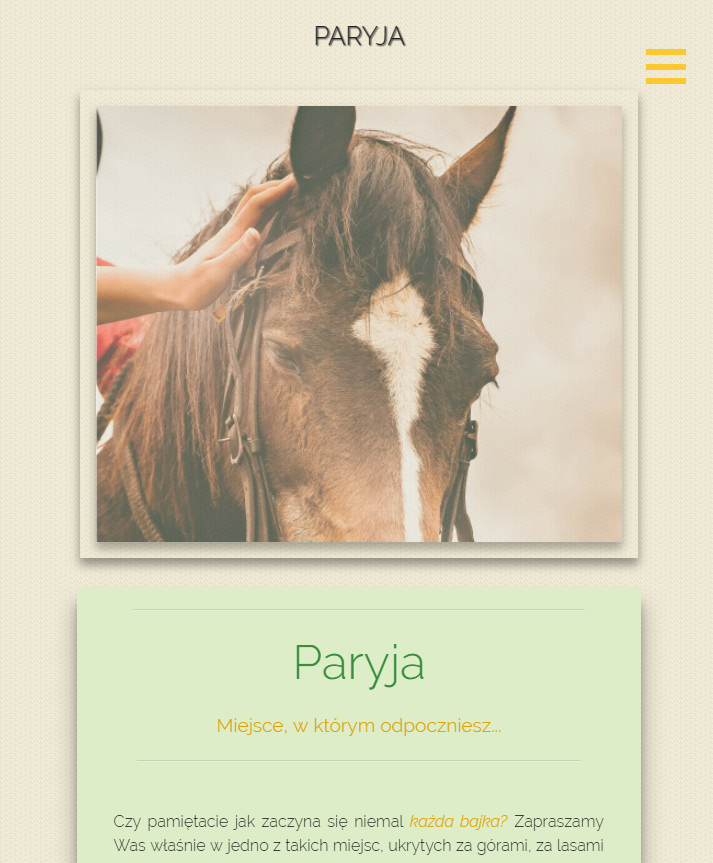 PARYJA
Paryja
Miejsce, w którym odpoczniesz...
Czy pamiętacie jak zaczyna się niemal każda bajka? Zapraszamy
Was właśnie w jedno z takich miejsc, ukrytych za górami, za lasami